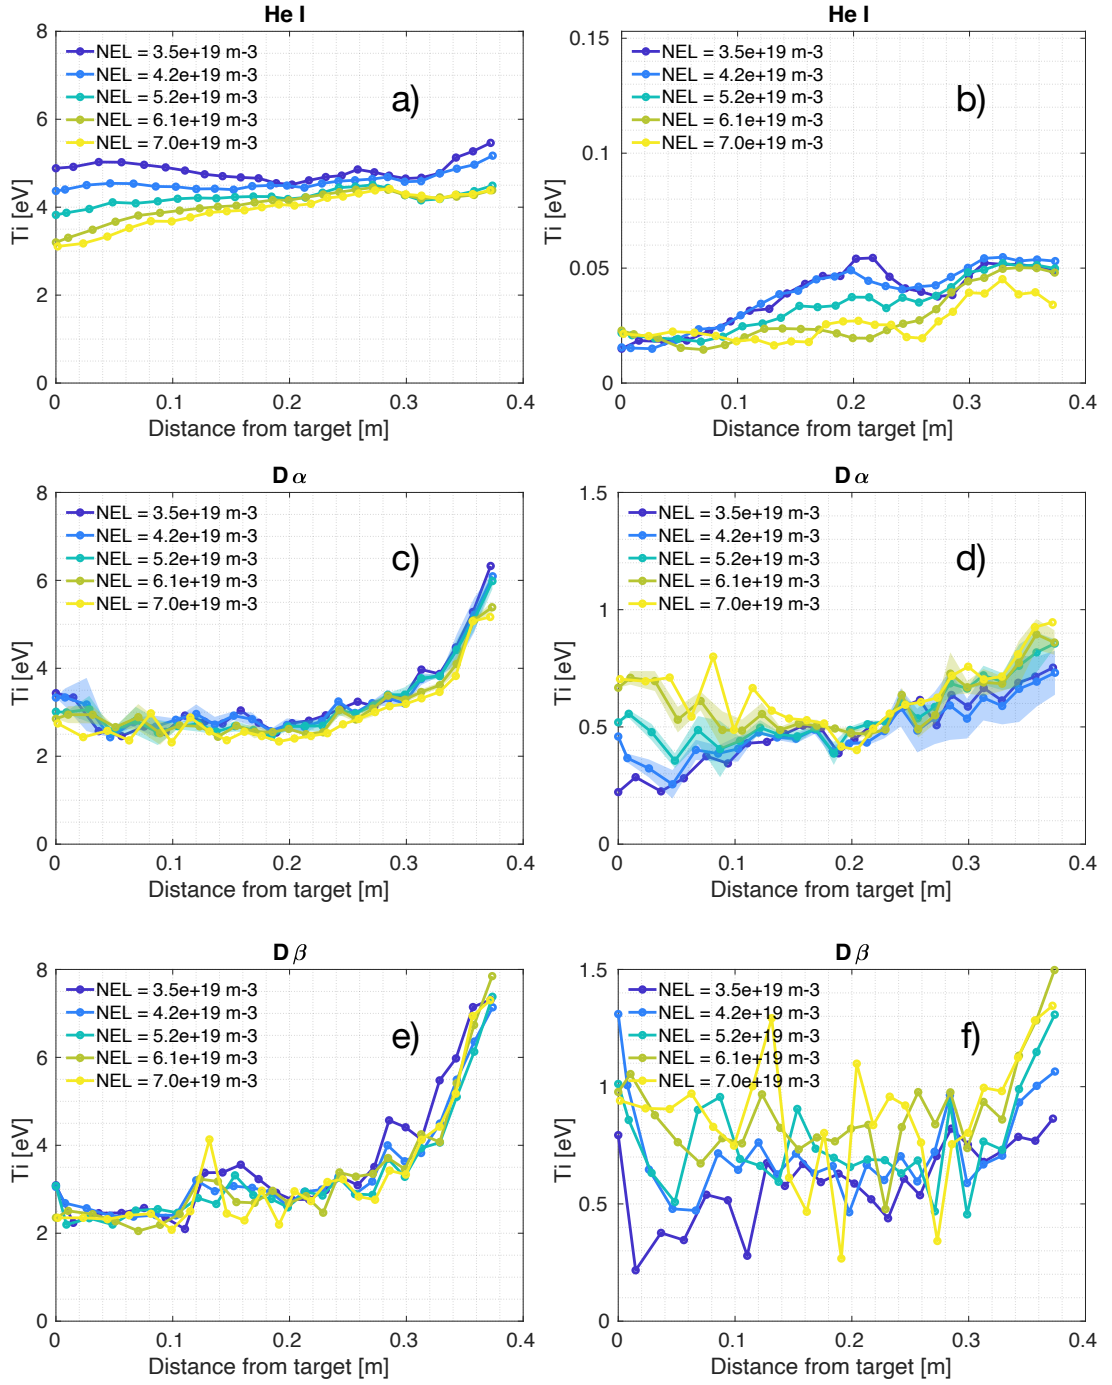 He I
8
6
4
2
0
Ti [eV]
NEL = 3.5e+19 m-3
NEL = 4.2e+19 m-3
NEL = 5.2e+19 m-3
NEL = 6.1e+19 m-3
NEL = 7.0e+19 m-3
a)
0
0.1
0.2
0.3
0.4
Distance from target [m]
He I
0.15
0.1
0.05
0
Ti [eV]
NEL = 3.5e+19 m-3
NEL = 4.2e+19 m-3
NEL = 5.2e+19 m-3
NEL = 6.1e+19 m-3
NEL = 7.0e+19 m-3
b)
0
0.1
0.2
0.3
0.4
Distance from target [m]
D α
8
6
4
2
0
Ti [eV]
NEL = 3.5e+19 m-3
NEL = 4.2e+19 m-3
NEL = 5.2e+19 m-3
NEL = 6.1e+19 m-3
NEL = 7.0e+19 m-3
c)
0
0.1
0.2
0.3
0.4
Distance from target [m]
D α
1.5
1
0.5
0
Ti [eV]
NEL = 3.5e+19 m-3
NEL = 4.2e+19 m-3
NEL = 5.2e+19 m-3
NEL = 6.1e+19 m-3
NEL = 7.0e+19 m-3
d)
0
0.1
0.2
0.3
0.4
Distance from target [m]
D β
8
6
4
2
0
Ti [eV]
NEL = 3.5e+19 m-3
NEL = 4.2e+19 m-3
NEL = 5.2e+19 m-3
NEL = 6.1e+19 m-3
NEL = 7.0e+19 m-3
e)
0
0.1
0.2
0.3
0.4
Distance from target [m]
D β
1.5
1
0.5
0
Ti [eV]
NEL = 3.5e+19 m-3
NEL = 4.2e+19 m-3
NEL = 5.2e+19 m-3
NEL = 6.1e+19 m-3
NEL = 7.0e+19 m-3
f)
0
0.1
0.2
0.3
0.4
Distance from target [m]